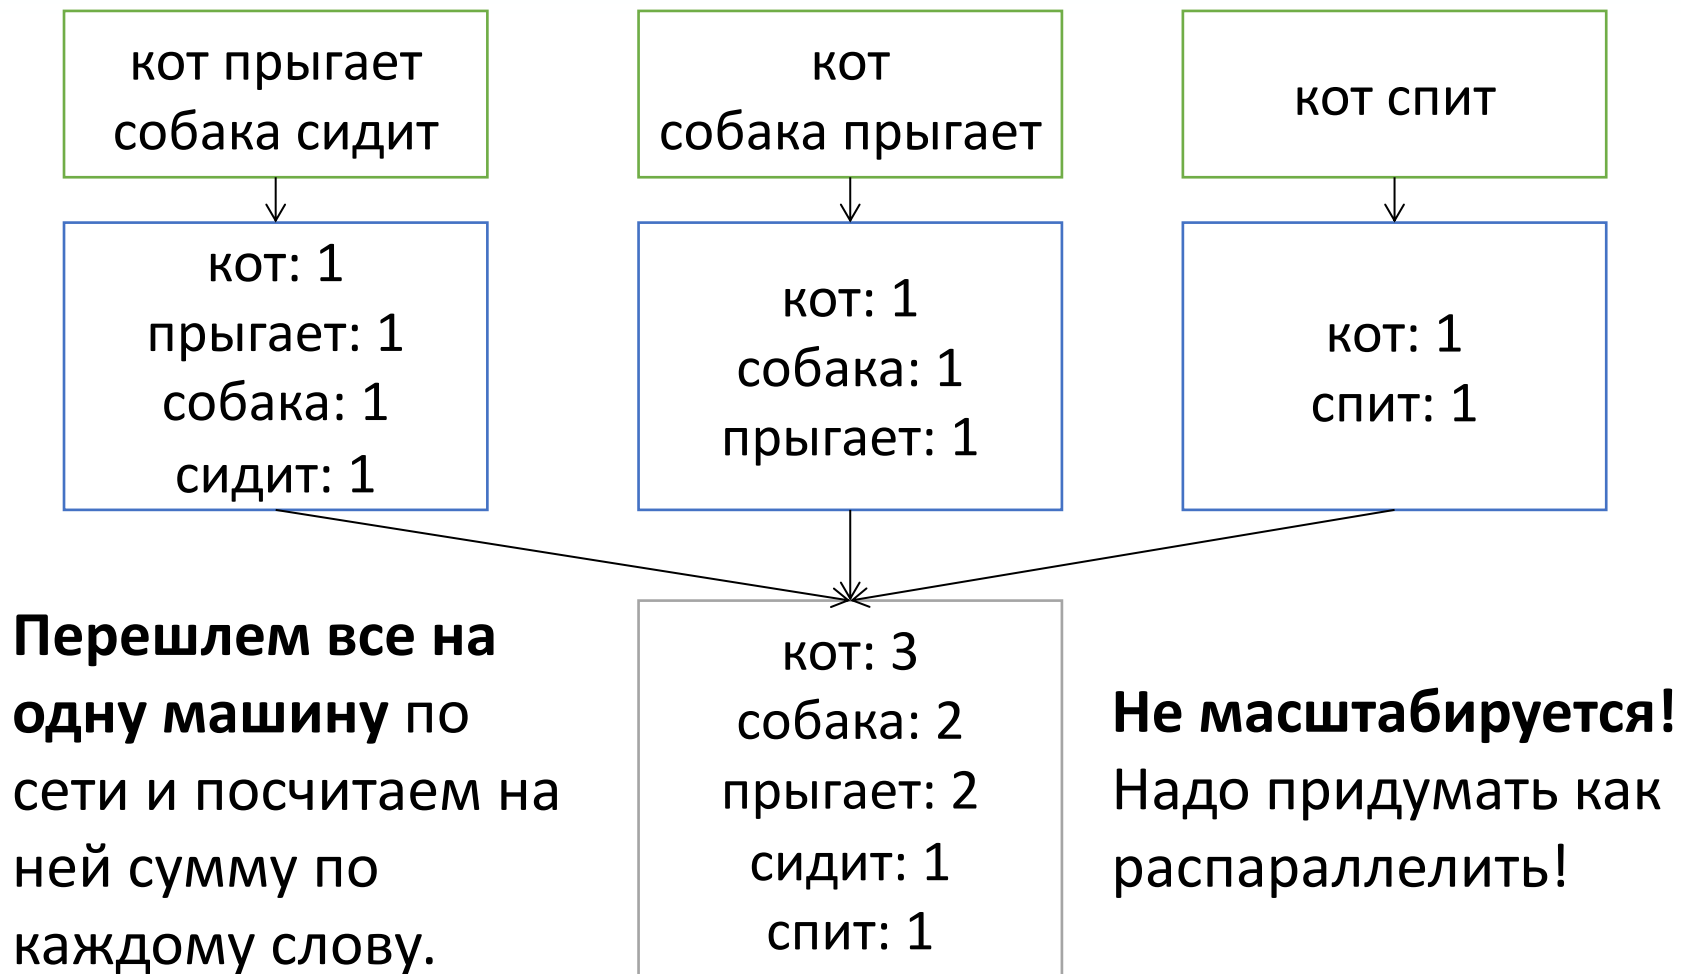 кот прыгает
собака сидит
кот
собака прыгает
кот спит
кот: 1
прыгает: 1
собака: 1
сидит: 1
кот: 1
собака: 1
прыгает: 1
кот: 1
спит: 1
Перешлем все на
одну машину по
сети и посчитаем на
ней сумму по
каждому слову.
кот: 3
собака: 2
прыгает: 2
сидит: 1
спит: 1
Не масштабируется!
Надо придумать как
распараллелить!